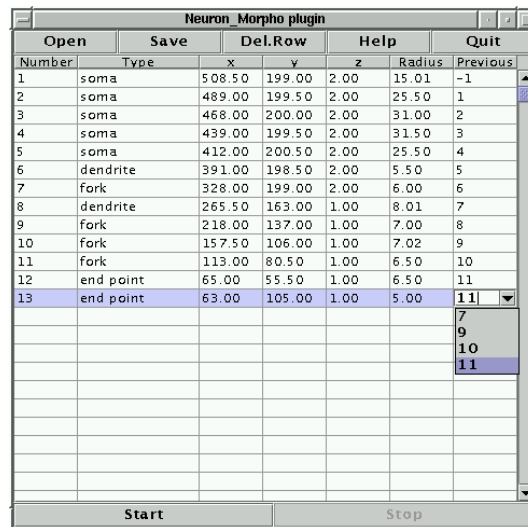 Neuron_Morpho plugin
Open Save Del.Row Help Quit
Number Type x y z Radius Previous
1 soma 508.50 199.00 2.00 15.01 -1
2 soma 489.00 199.50 2.00 25.50 1
3 soma 468.00 200.00 2.00 31.00 2
4 soma 439.00 199.50 2.00 31.50 3
5 soma 412.00 200.50 2.00 25.50 4
6 dendrite 391.00 198.50 2.00 5.50 5
7 fork 328.00 199.00 2.00 6.00 6
8 dendrite 265.50 163.00 1.00 8.01 7
9 fork 218.00 137.00 1.00 7.00 8
10 fork 157.50 106.00 1.00 7.02 9
11 fork 113.00 80.50 1.00 6.50 10
12 end point 65.00 55.50 1.00 6.50 11
13 end point 63.00 105.00 1.00 5.00 11
7
9
10
11
Start Stop